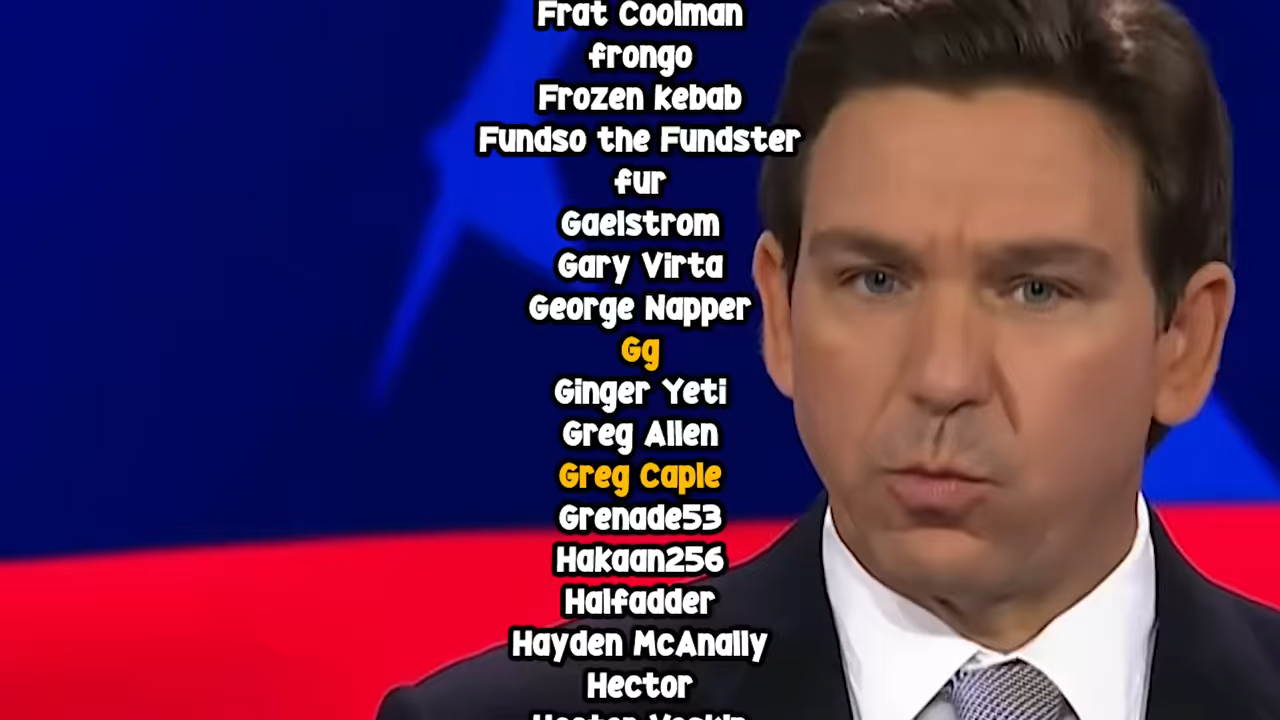 Frat Coolman
frongo
Frozen kebab
Fundso the Fundster
fur
Gaelstrom
Gary Virta
George Napper
Gg
Ginger Yeti
Greg Allen
Greg Caple
Grenade53
Hakaan256
Halfadder
Hayden McAnally
Hector